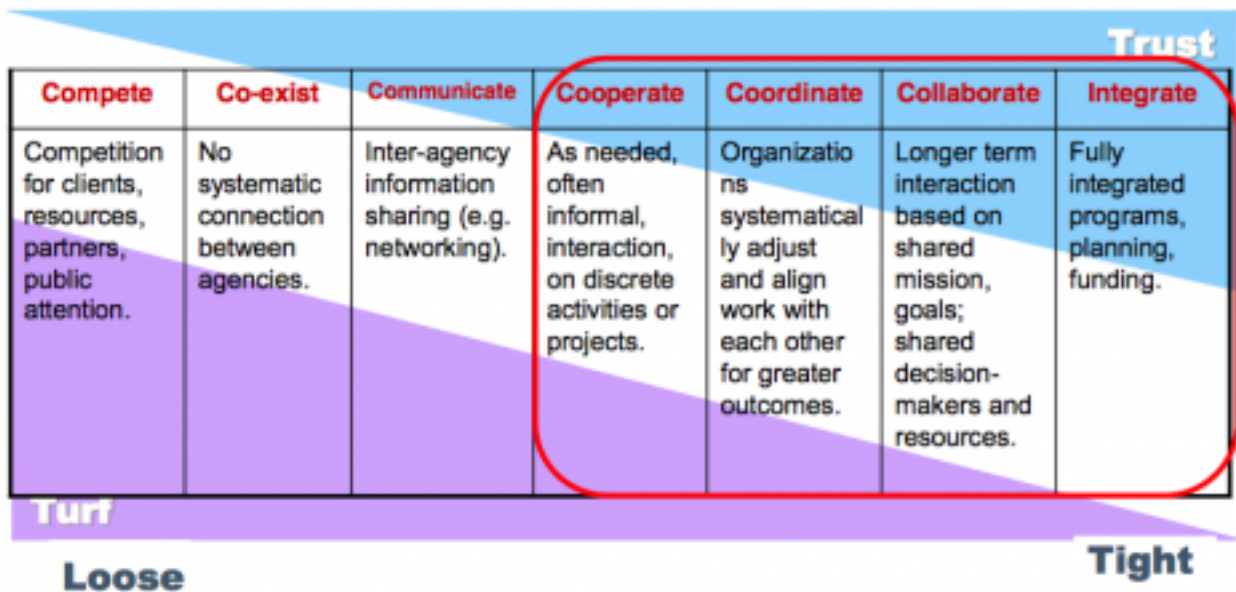 Trust
Compete
Co-exist
Communicate
Cooperate
Coordinate
Collaborate
Integrate
Competition
for clients,
resources,
partners,
public
attention.
No
systematic
connection
between
agencies.
Inter-agency
information
sharing (e.g.
networking).
As needed,
often
informal,
interaction,
on discrete
activities or
projects.
Organizatio
ns
systematical
ly adjust
and align
work with
each other
for greater
outcomes.
Longer term
interaction
based on
shared
mission,
goals;
shared
decision-
makers and
resources.
Fully
integrated
programs,
planning,
funding.
Turf
Loose
Tight